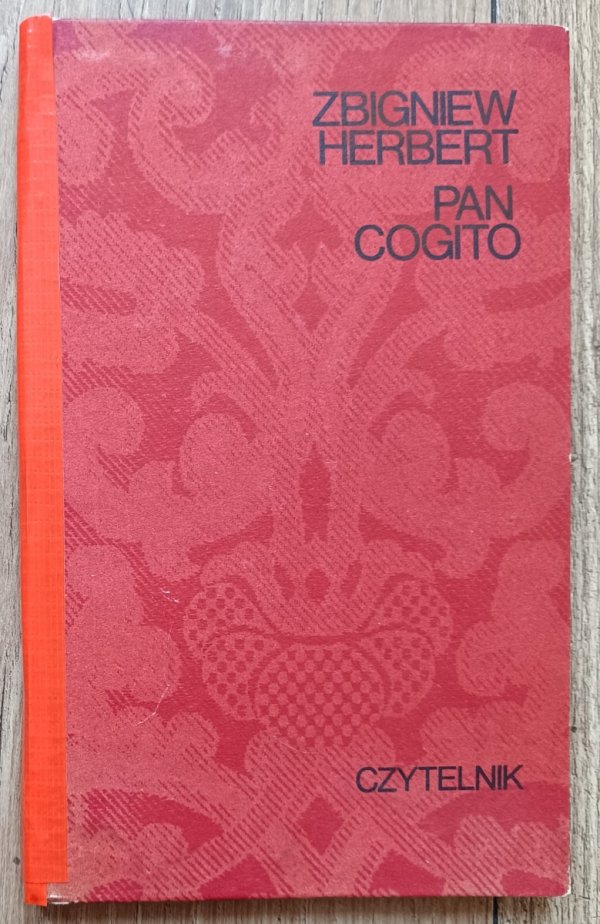 ZBIGNIEW
HERBERT
PAN
COGITO
CZYTELNIK